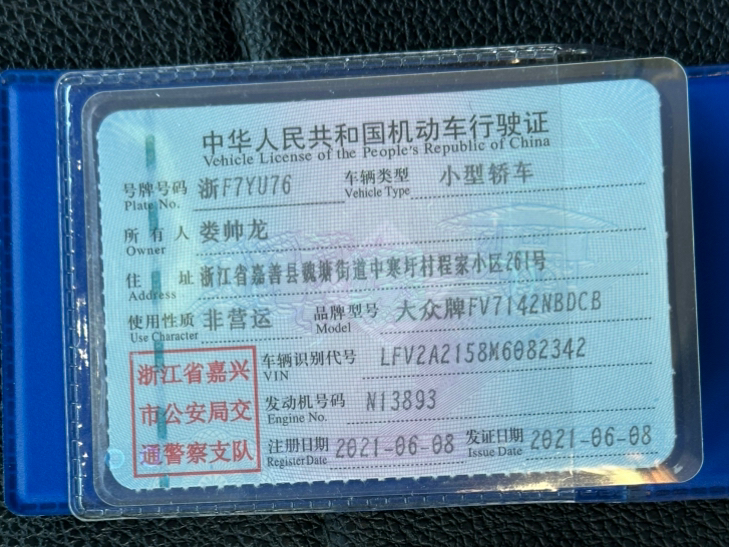 中华人民共和国机动车行驶证
Vehicle License of the People's Republic of China
号牌号码 浙F7YU76 车辆类型 小型轿车
Plate No. Vehicle Type
所有人 娄帅龙
Owner
住址 浙江省嘉善县魏塘街道中寒圩村程家小区261号
Address
使用性质 非营运 品牌型号 大众牌FV7142NBDCB
Use Character Model
浙江省嘉兴
市公安局交
通警察支队
车辆识别代号 LFV2A2158M6082342
VIN
发动机号码 N13893
Engine No.
注册日期 2021-06-08 发证日期 2021-06-08
Register Date Issue Date